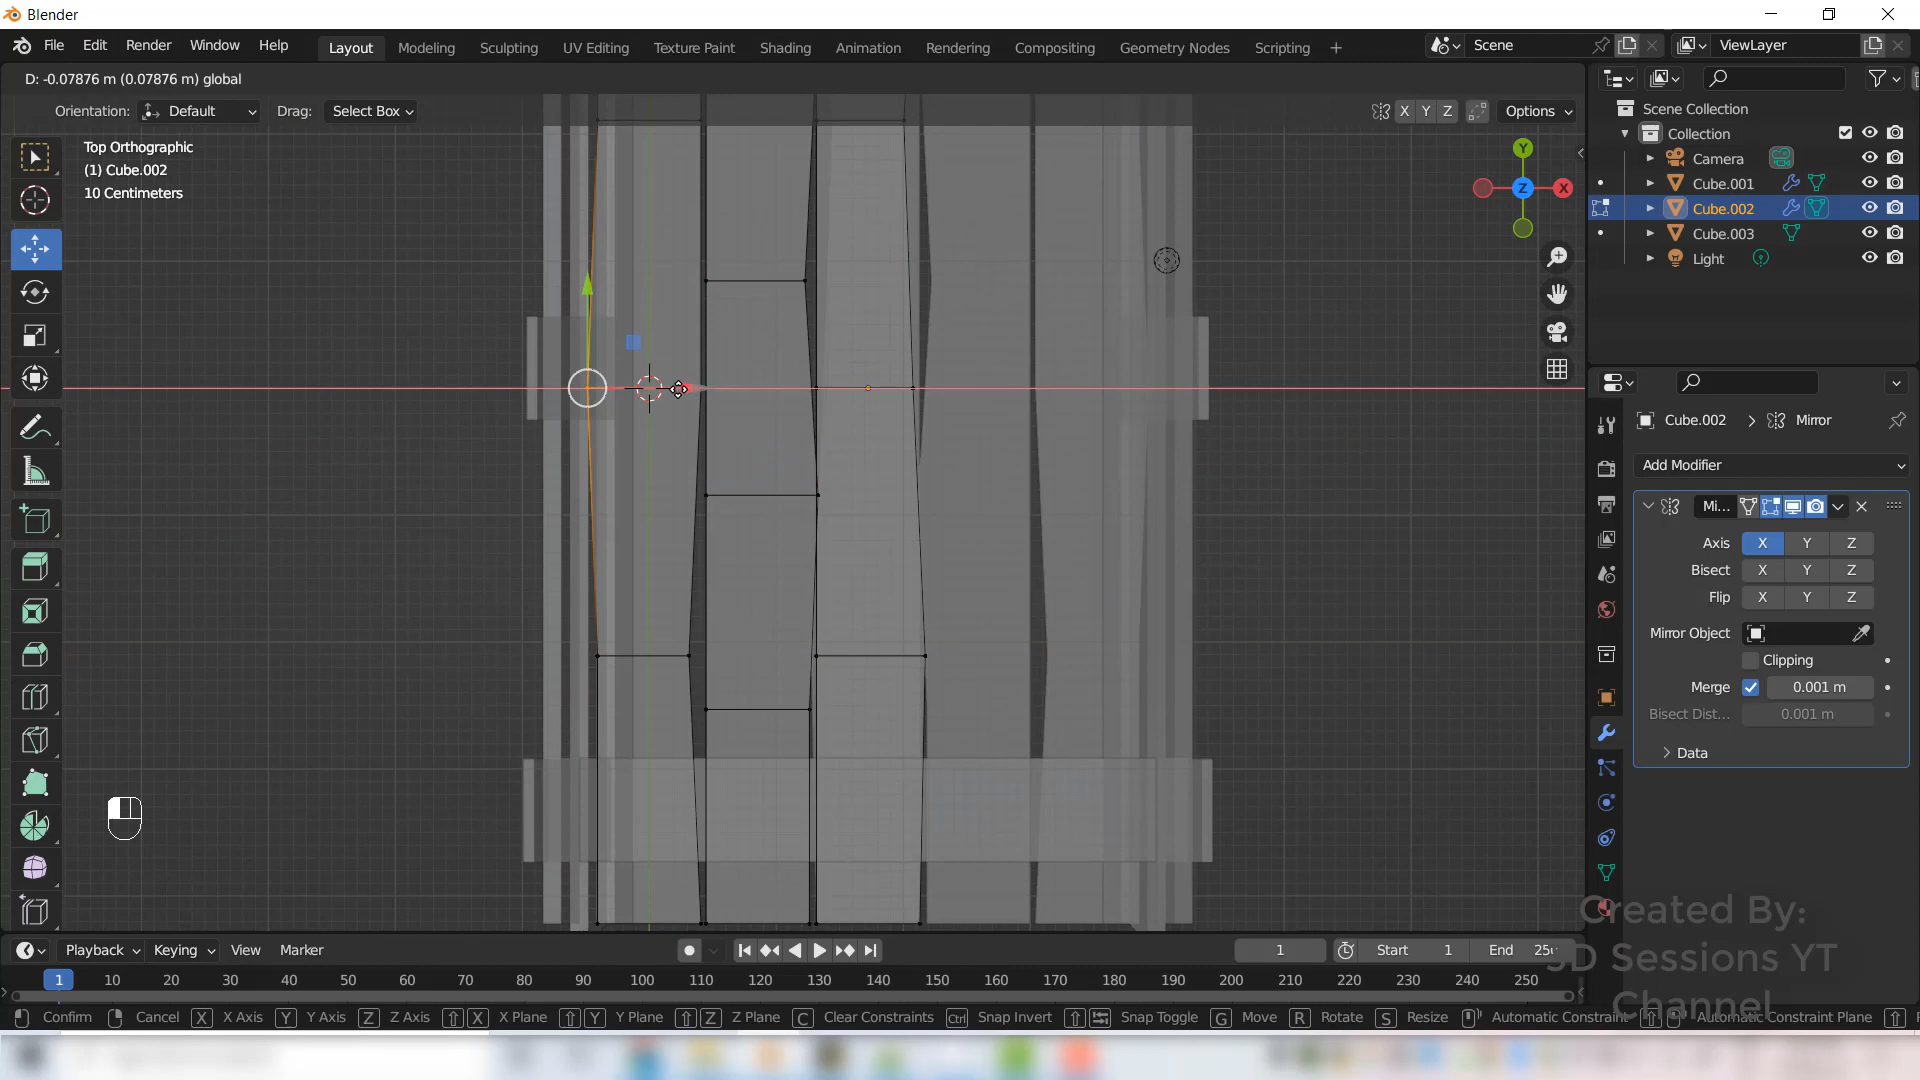 Blender
File Edit Render Window Help
Layout Modeling Sculpting UV Editing Texture Paint Shading Animation Rendering Compositing Geometry Nodes Scripting +
Scene
ViewLayer
D: -0.07876 m (0.07876 m) global
Orientation: Default Drag: Select Box
X Y Z Options
Top Orthographic
(1) Cube.002
10 Centimeters
Y
Z X
Scene Collection
Collection
Camera
Cube.001
Cube.002
Cube.003
Light
Cube.002 > Mirror
Add Modifier
Mi...
Axis X Y Z
Bisect X Y Z
Flip X Y Z
Mirror Object
Clipping
Merge 0.001 m
Bisect Dist... 0.001 m
Data
Playback Keying View Marker
1 Start 1 End
1 10 20 30 40 50 60 70 80 90 100 110 120 130 140 150 160 170 180 190 200 210 220 230 240 250
Confirm Cancel X X Axis Y Y Axis Z Z Axis X X Plane Y Y Plane Z Z Plane C Clear Constraints Ctrl Snap Invert Snap Toggle G Move R Rotate S Resize Automatic Constraint Automatic Constraint Plane
Created By:
3D Sessions YT
Channel